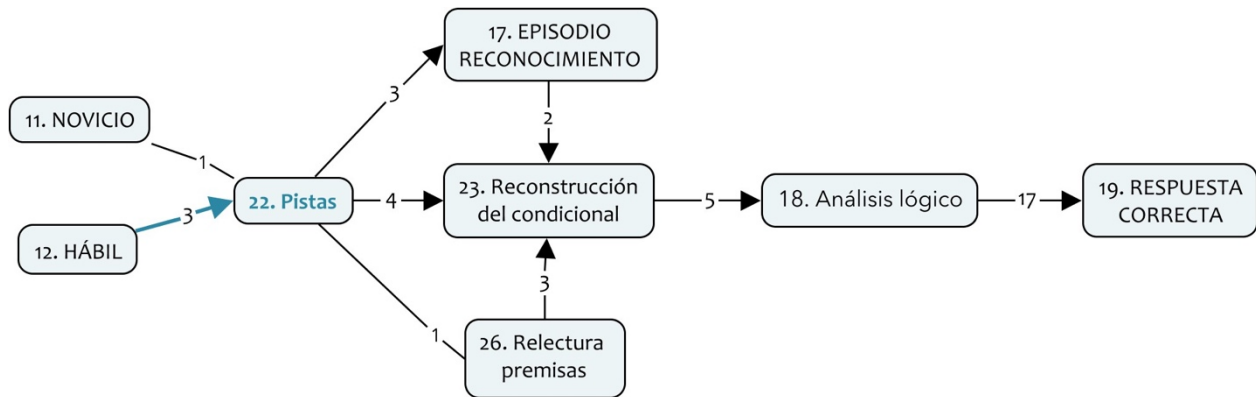 17. EPISODIO
RECONOCIMIENTO
3
2
11. NOVICIO
1
22. Pistas
4
23. Reconstrucción
del condicional
5
18. Análisis lógico
17
19. RESPUESTA
CORRECTA
3
12. HÁBIL
3
1
26. Relectura
premisas